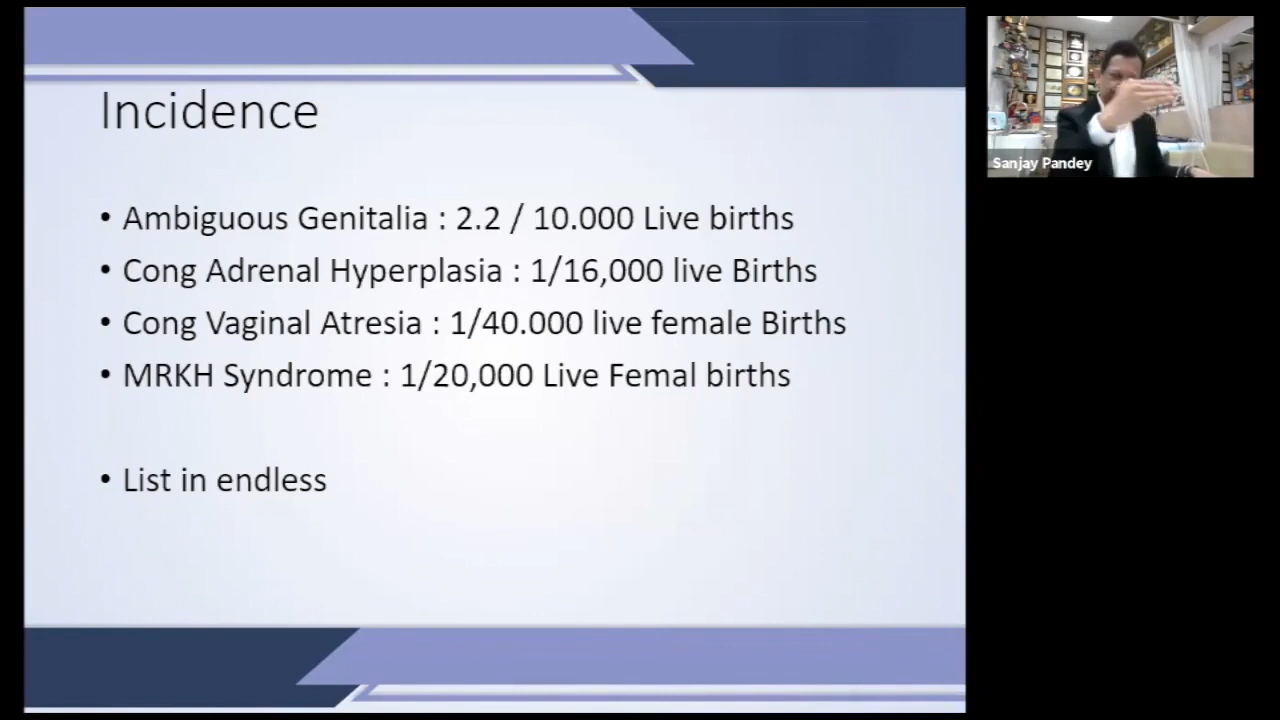 Incidence
• Ambiguous Genitalia : 2.2 / 10.000 Live births
• Cong Adrenal Hyperplasia : 1/16,000 live Births
• Cong Vaginal Atresia : 1/40.000 live female Births
• MRKH Syndrome : 1/20,000 Live Femal births
• List in endless
Sanjay Pandey